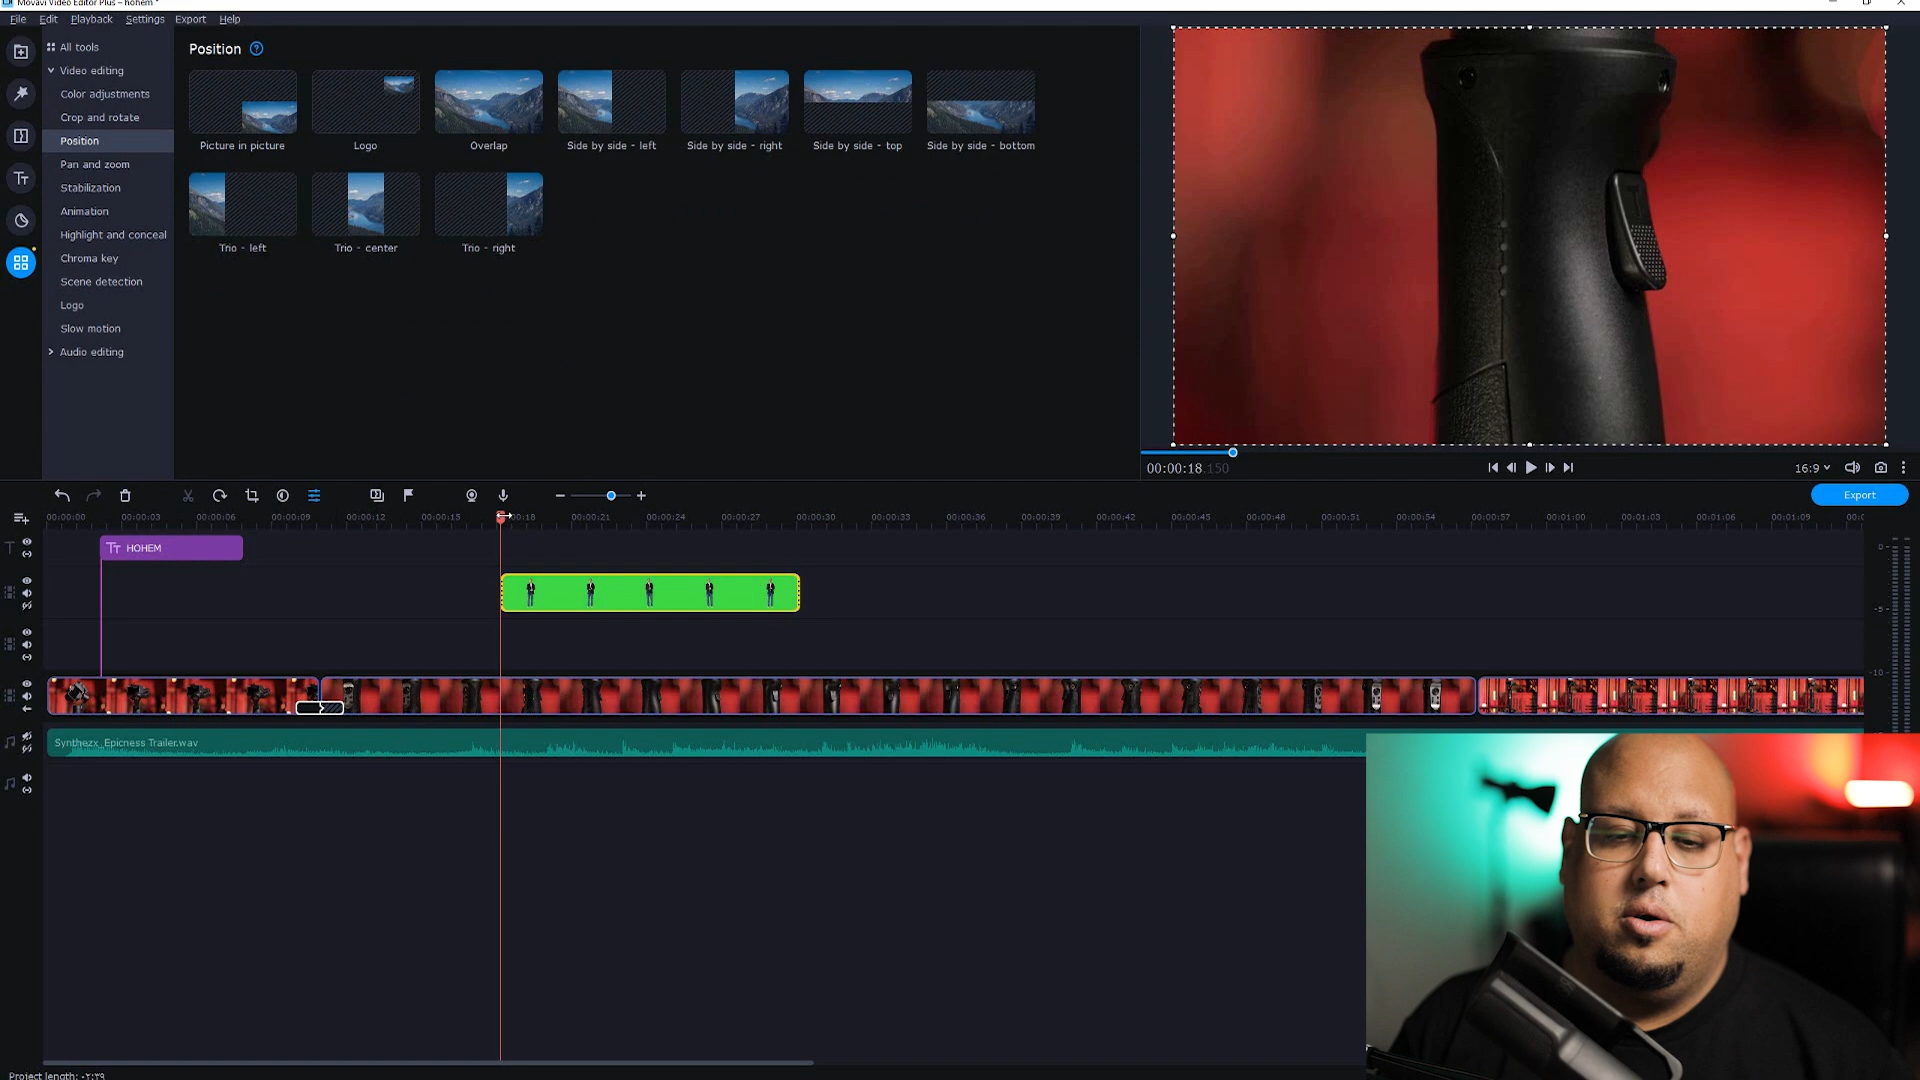 Movavi Video Editor Plus – hohem *
File Edit Playback Settings Export Help
All tools
Video editing
Color adjustments
Crop and rotate
Position
Pan and zoom
Stabilization
Animation
Highlight and conceal
Chroma key
Scene detection
Logo
Slow motion
Audio editing
Position ?
Picture in picture
Logo
Overlap
Side by side - left
Side by side - right
Side by side - top
Side by side - bottom
Trio - left
Trio - center
Trio - right
00:00:18.150
16:9
Export
00:00:00 00:00:03 00:00:06 00:00:09 00:00:12 00:00:15 00:18 00:00:21 00:00:24 00:00:27 00:00:30 00:00:33 00:00:36 00:00:39 00:00:42 00:00:45 00:00:48 00:00:51 00:00:54 00:00:57 00:01:00 00:01:03 00:01:06 00:01:09
HOHEM
0
-5
-10
Synthezx_Epicness Trailer.wav
Project length: